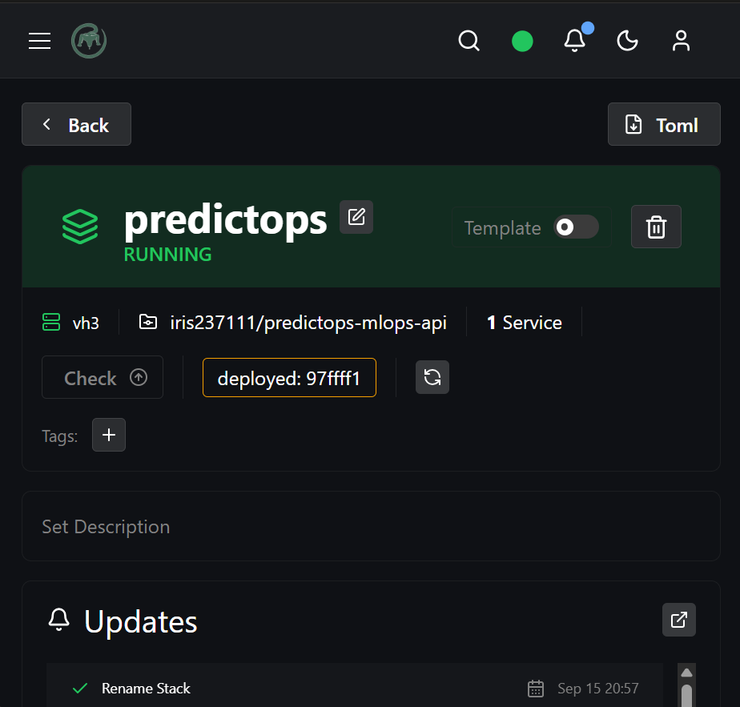 Back
Toml
predictops
RUNNING
Template
vh3
iris237111/predictops-mlops-api
1 Service
Check
deployed: 97ffff1
Tags:
Set Description
Updates
Rename Stack
Sep 15 20:57